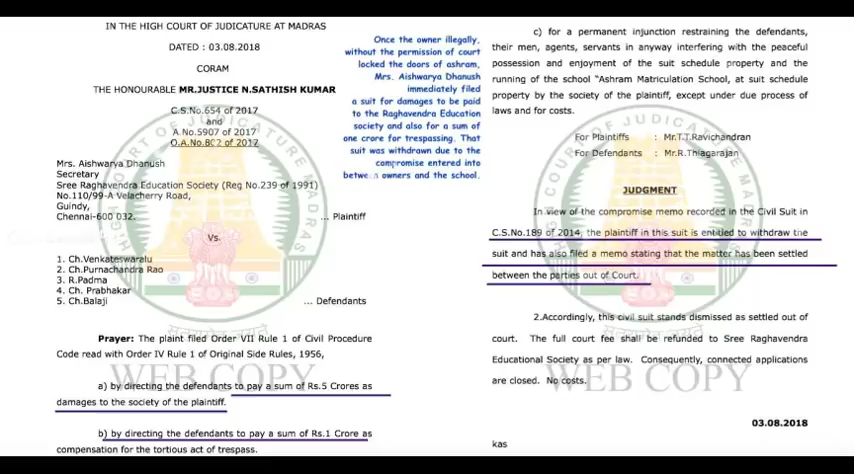 IN THE HIGH COURT OF JUDICATURE AT MADRAS
DATED : 03.08.2018
CORAM
THE HONOURABLE MR.JUSTICE N.SATHISH KUMAR
C.S.No.654 of 2017
and
A.No.5907 of 2017
O.A.No.802 of 2017
Mrs. Aishwarya Dhanush
Secretary
Sree Raghavendra Education Society (Reg No.239 of 1991)
No.110/99-A Velacherry Road,
Guindy,
Chennai-600 032. ... Plaintiff
Vs.
1. Ch.Venkateswaralu
2. Ch.Purnachandra Rao
3. R.Padma
4. Ch. Prabhakar
5. Ch.Balaji ... Defendants
Prayer: The plaint filed Order VII Rule 1 of Civil Procedure
Code read with Order IV Rule 1 of Original Side Rules, 1956,
a) by directing the defendants to pay a sum of Rs.5 Crores as
damages to the society of the plaintiff.
b) by directing the defendants to pay a sum of Rs.1 Crore as
compensation for the tortious act of trespass.
WEB COPY
Once the owner illegally,
without the permission of court
locked the doors of ashram,
Mrs. Aishwarya Dhanush
immediately filed
a suit for damages to be paid
to the Raghavendra Education
society and also for a sum of
one crore for trespassing. That
suit was withdrawn due to the
compromise entered into
between owners and the school.
c) for a permanent injunction restraining the defendants,
their men, agents, servants in anyway interfering with the peaceful
possession and enjoyment of the suit schedule property and the
running of the school "Ashram Matriculation School, at suit schedule
property by the society of the plaintiff, except under due process of
laws and for costs.
For Plaintiffs : Mr.T.T.Ravichandran
For Defendants : Mr.R.Thiagarajan
JUDGMENT
In view of the compromise memo recorded in the Civil Suit in
C.S.No.189 of 2014, the plaintiff in this suit is entitled to withdraw the
suit and has also filed a memo stating that the matter has been settled
between the parties out of Court.
2.Accordingly, this civil suit stands dismissed as settled out of
court. The full court fee shall be refunded to Sree Raghavendra
Educational Society as per law. Consequently, connected applications
are closed. No costs.
WEB COPY
03.08.2018
kas